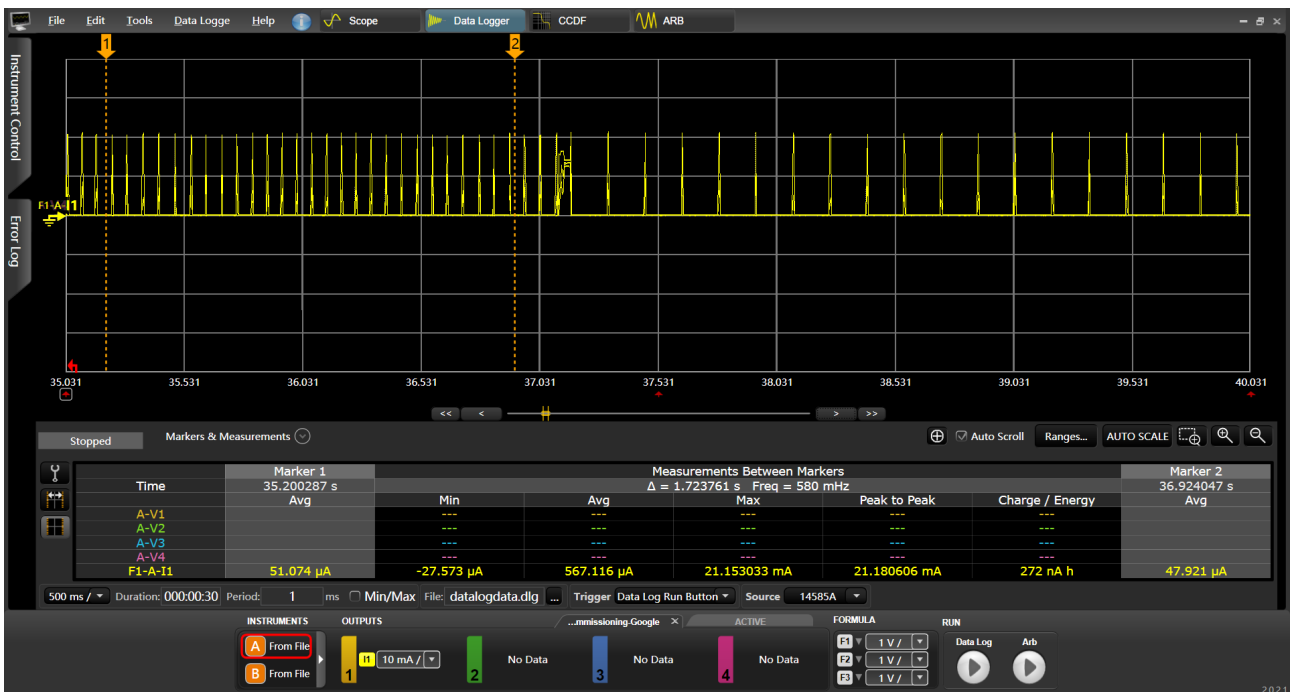 File Edit Tools Data Logge Help i Scope Data Logger CCDF ARB
Instrument Control
Error Log
1 2
F1-A-I1
35.031 35.531 36.031 36.531 37.031 37.531 38.031 38.531 39.031 39.531 40.031
<< < > >>
Stopped Markers & Measurements Auto Scroll Ranges... AUTO SCALE
Marker 1 Measurements Between Markers Marker 2
Time 35.200287 s Δ = 1.723761 s Freq = 580 mHz 36.924047 s
Avg Min Avg Max Peak to Peak Charge / Energy Avg
A-V1 --- --- --- --- ---
A-V2 --- --- --- --- ---
A-V3 --- --- --- --- ---
A-V4 --- --- --- --- ---
F1-A-I1 51.074 µA -27.573 µA 567.116 µA 21.153033 mA 21.180606 mA 272 nA h 47.921 µA
500 ms / Duration: 000:00:30 Period: 1 ms Min/Max File: datalogdata.dlg ... Trigger Data Log Run Button Source 14585A
INSTRUMENTS OUTPUTS ...mmissioning-Google × ACTIVE FORMULA RUN
A From File 1 I1 10 mA / 2 No Data 3 No Data 4 No Data F1 1 V / Data Log Arb
B From File F2 1 V /
F3 1 V /
2021